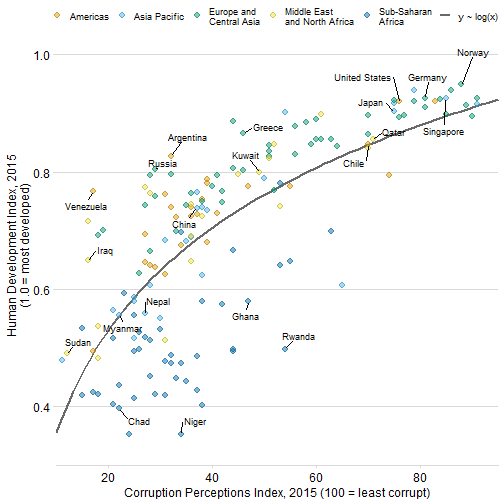 Americas
Asia Pacific
Europe and
Central Asia
Middle East
and North Africa
Sub-Saharan
Africa
y ~ log(x)
Norway
United States
Germany
Japan
Singapore
Greece
Qatar
Argentina
Kuwait
Chile
Russia
Venezuela
China
Iraq
Nepal
Myanmar
Ghana
Sudan
Rwanda
Chad
Niger
1.0
0.8
0.6
0.4
Human Development Index, 2015
(1.0 = most developed)
20
40
60
80
Corruption Perceptions Index, 2015 (100 = least corrupt)